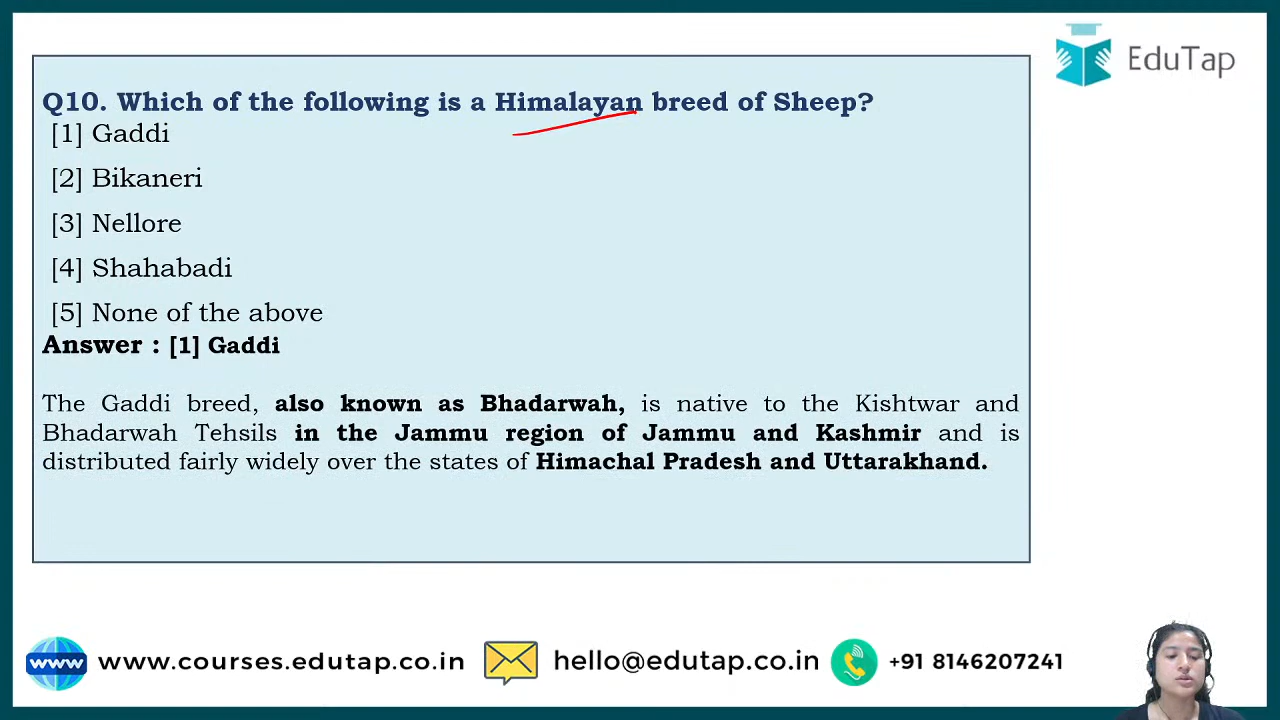 EduTap
Q10. Which of the following is a Himalayan breed of Sheep?
[1] Gaddi
[2] Bikaneri
[3] Nellore
[4] Shahabadi
[5] None of the above
Answer : [1] Gaddi
The Gaddi breed, also known as Bhadarwah, is native to the Kishtwar and
Bhadarwah Tehsils in the Jammu region of Jammu and Kashmir and is
distributed fairly widely over the states of Himachal Pradesh and Uttarakhand.
www www.courses.edutap.co.in hello@edutap.co.in +91 8146207241